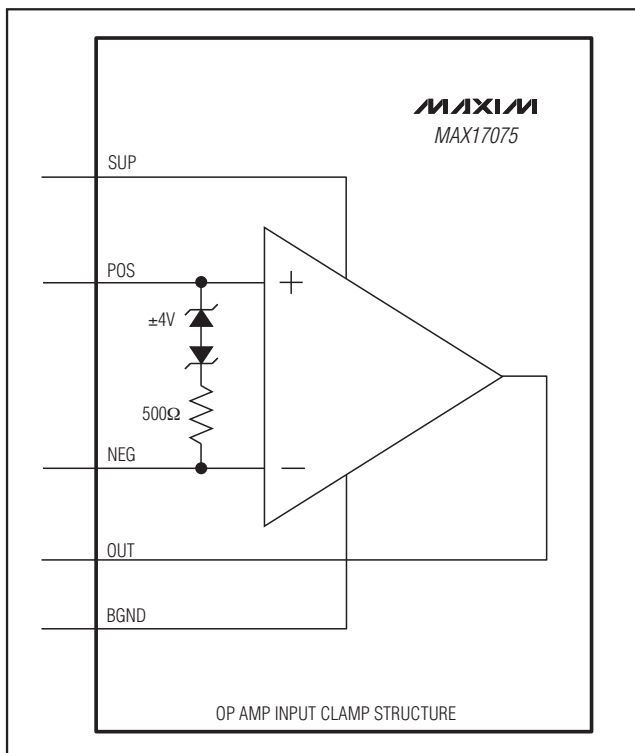 MAXIM
MAX17075
SUP
POS
+
±4V
500Ω
NEG
−
OUT
BGND
OP AMP INPUT CLAMP STRUCTURE